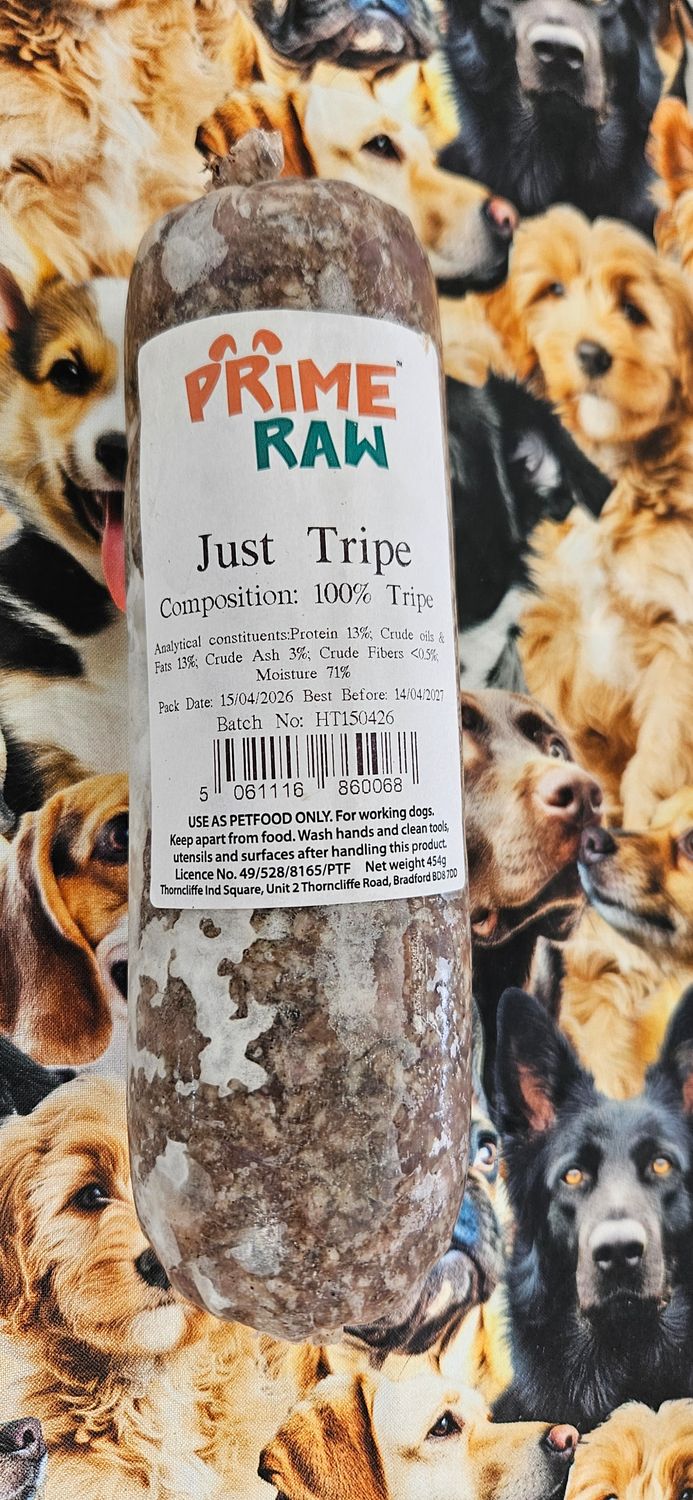 PRIME™
RAW
Just Tripe
Composition: 100% Tripe
Analytical constituents:Protein 13%; Crude oils &
Fats 13%; Crude Ash 3%; Crude Fibers <0.5%;
Moisture 71%
Pack Date: 15/04/2026 Best Before: 14/04/2027
Batch No: HT150426
5 061116 860068
USE AS PETFOOD ONLY. For working dogs.
Keep apart from food. Wash hands and clean tools,
utensils and surfaces after handling this product.
Licence No. 49/528/8165/PTF Net weight 454g
Thorncliffe Ind Square, Unit 2 Thorncliffe Road, Bradford BD8 7DD